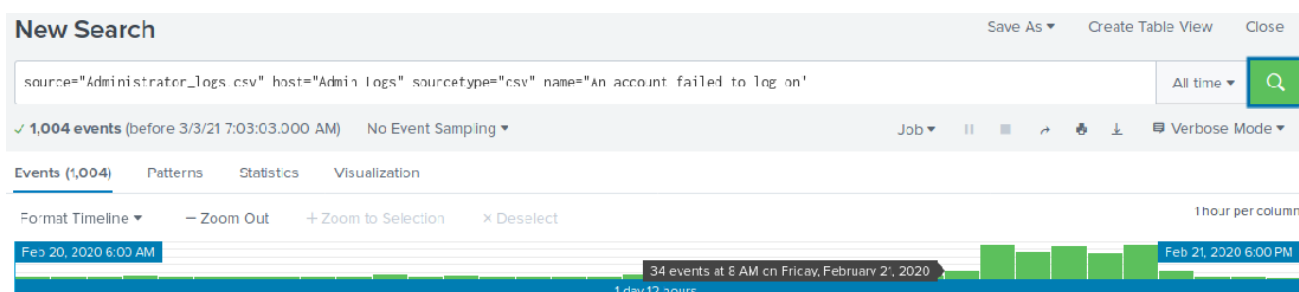 New Search
Save As ▾ Create Table View Close
source="Administrator_logs.csv" host="Admin Logs" sourcetype="csv" name="An account failed to log on"
All time ▾
✓ 1,004 events (before 3/3/21 7:03:03.000 AM) No Event Sampling ▾
Job ▾ Verbose Mode ▾
Events (1,004) Patterns Statistics Visualization
Format Timeline ▾ — Zoom Out + Zoom to Selection × Deselect
1 hour per column
Feb 20, 2020 6:00 AM
Feb 21, 2020 6:00 PM
34 events at 8 AM on Friday, February 21, 2020
1 day 12 hours